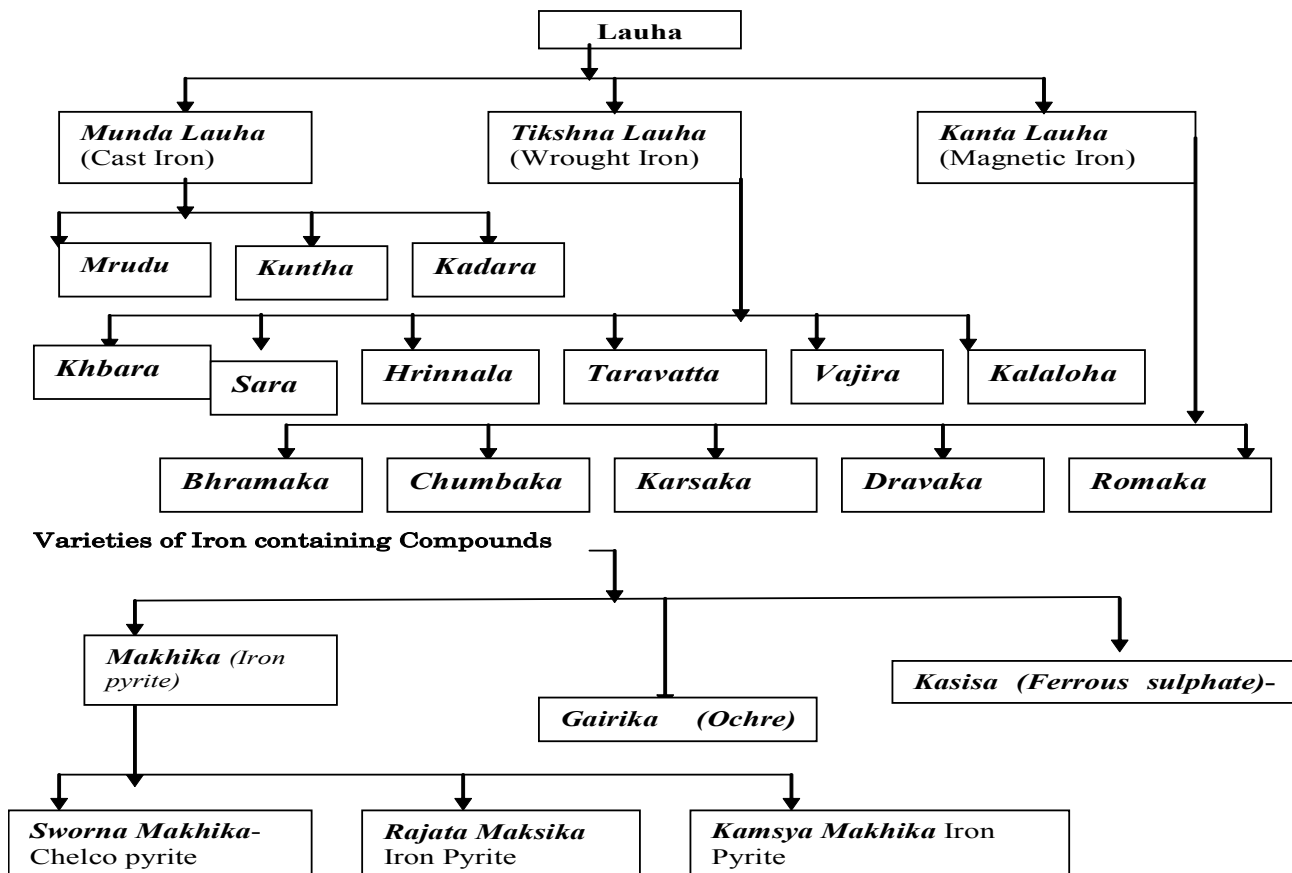 Lauha
Munda Lauha
(Cast Iron)
Tikshna Lauha
(Wrought Iron)
Kanta Lauha
(Magnetic Iron)
Mrudu
Kuntha
Kadara
Khbara
Sara
Hrinnala
Taravatta
Vajira
Kalaloha
Bhramaka
Chumbaka
Karsaka
Dravaka
Romaka
Varieties of Iron containing Compounds
Makhika (Iron
pyrite)
Gairika (Ochre)
Kasisa (Ferrous sulphate)-
Sworna Makhika-
Chelco pyrite
Rajata Maksika
Iron Pyrite
Kamsya Makhika Iron
Pyrite